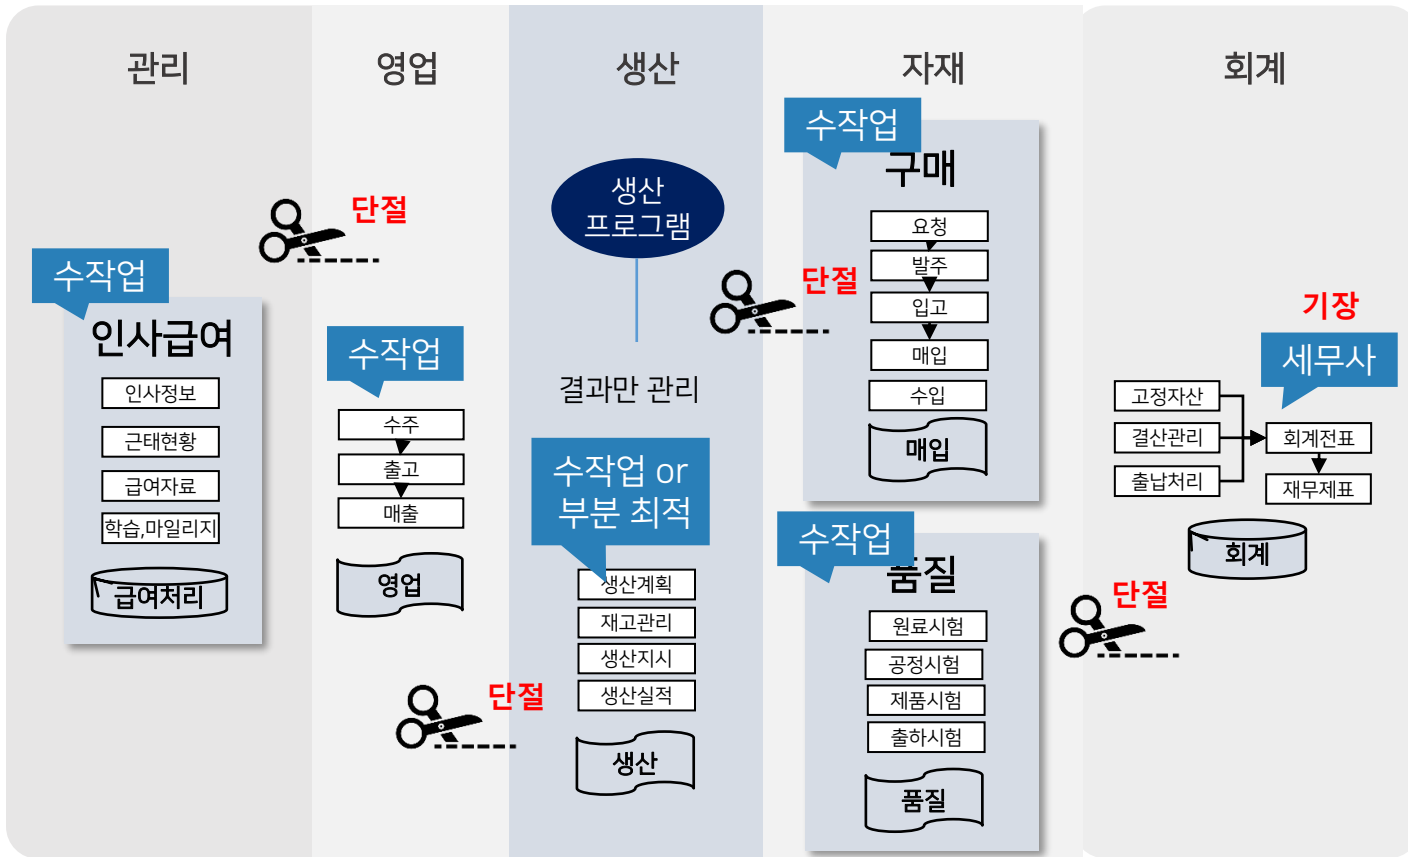 관리
영업
생산
자재
회계
단절
수작업
인사급여
인사정보
근태현황
급여자료
학습,마일리지
급여처리
수작업
수주
출고
매출
영업
단절
생산
프로그램
결과만 관리
수작업 or
부분 최적
생산계획
재고관리
생산지시
생산실적
생산
단절
수작업
구매
요청
발주
입고
매입
수입
매입
수작업
품질
원료시험
공정시험
제품시험
출하시험
품질
단절
기장
세무사
고정자산
결산관리
출납처리
회계전표
재무제표
회계